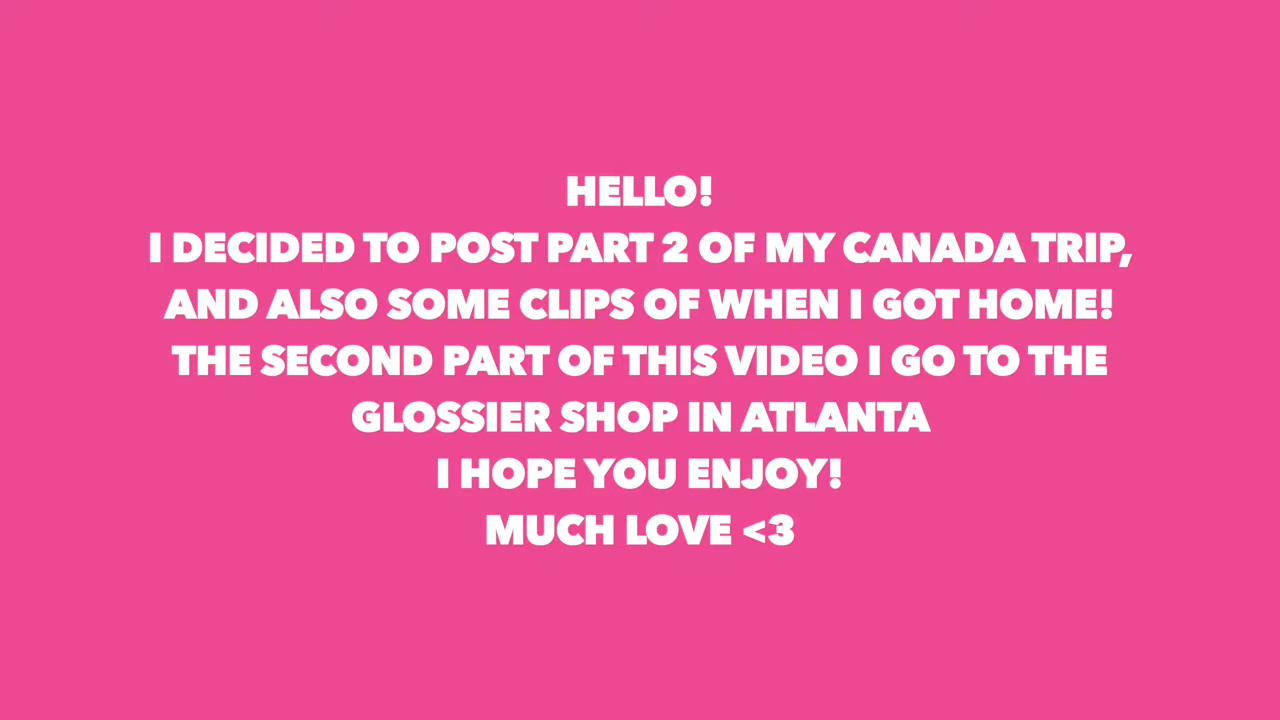 HELLO!
I DECIDED TO POST PART 2 OF MY CANADA TRIP,
AND ALSO SOME CLIPS OF WHEN I GOT HOME!
THE SECOND PART OF THIS VIDEO I GO TO THE
GLOSSIER SHOP IN ATLANTA
I HOPE YOU ENJOY!
MUCH LOVE <3